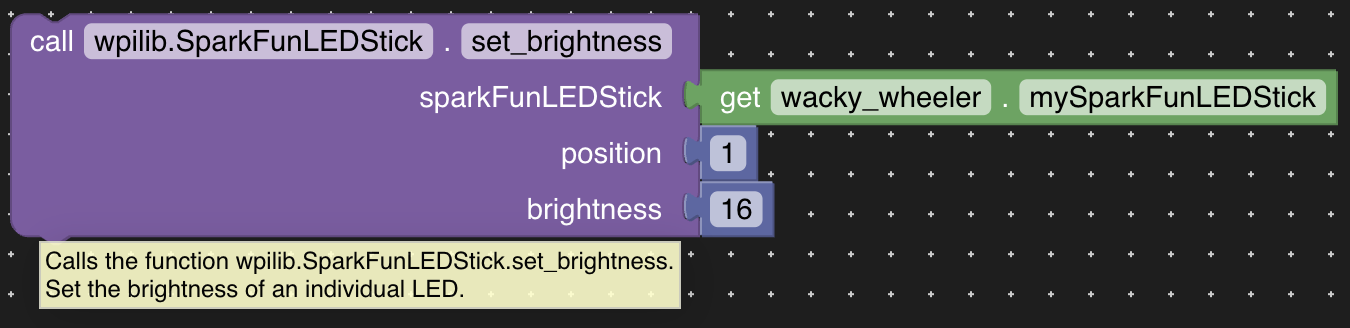 call wpilib.SparkFunLEDStick . set_brightness
sparkFunLEDStick get wacky_wheeler . mySparkFunLEDStick
position 1
brightness 16
Calls the function wpilib.SparkFunLEDStick.set_brightness.
Set the brightness of an individual LED.